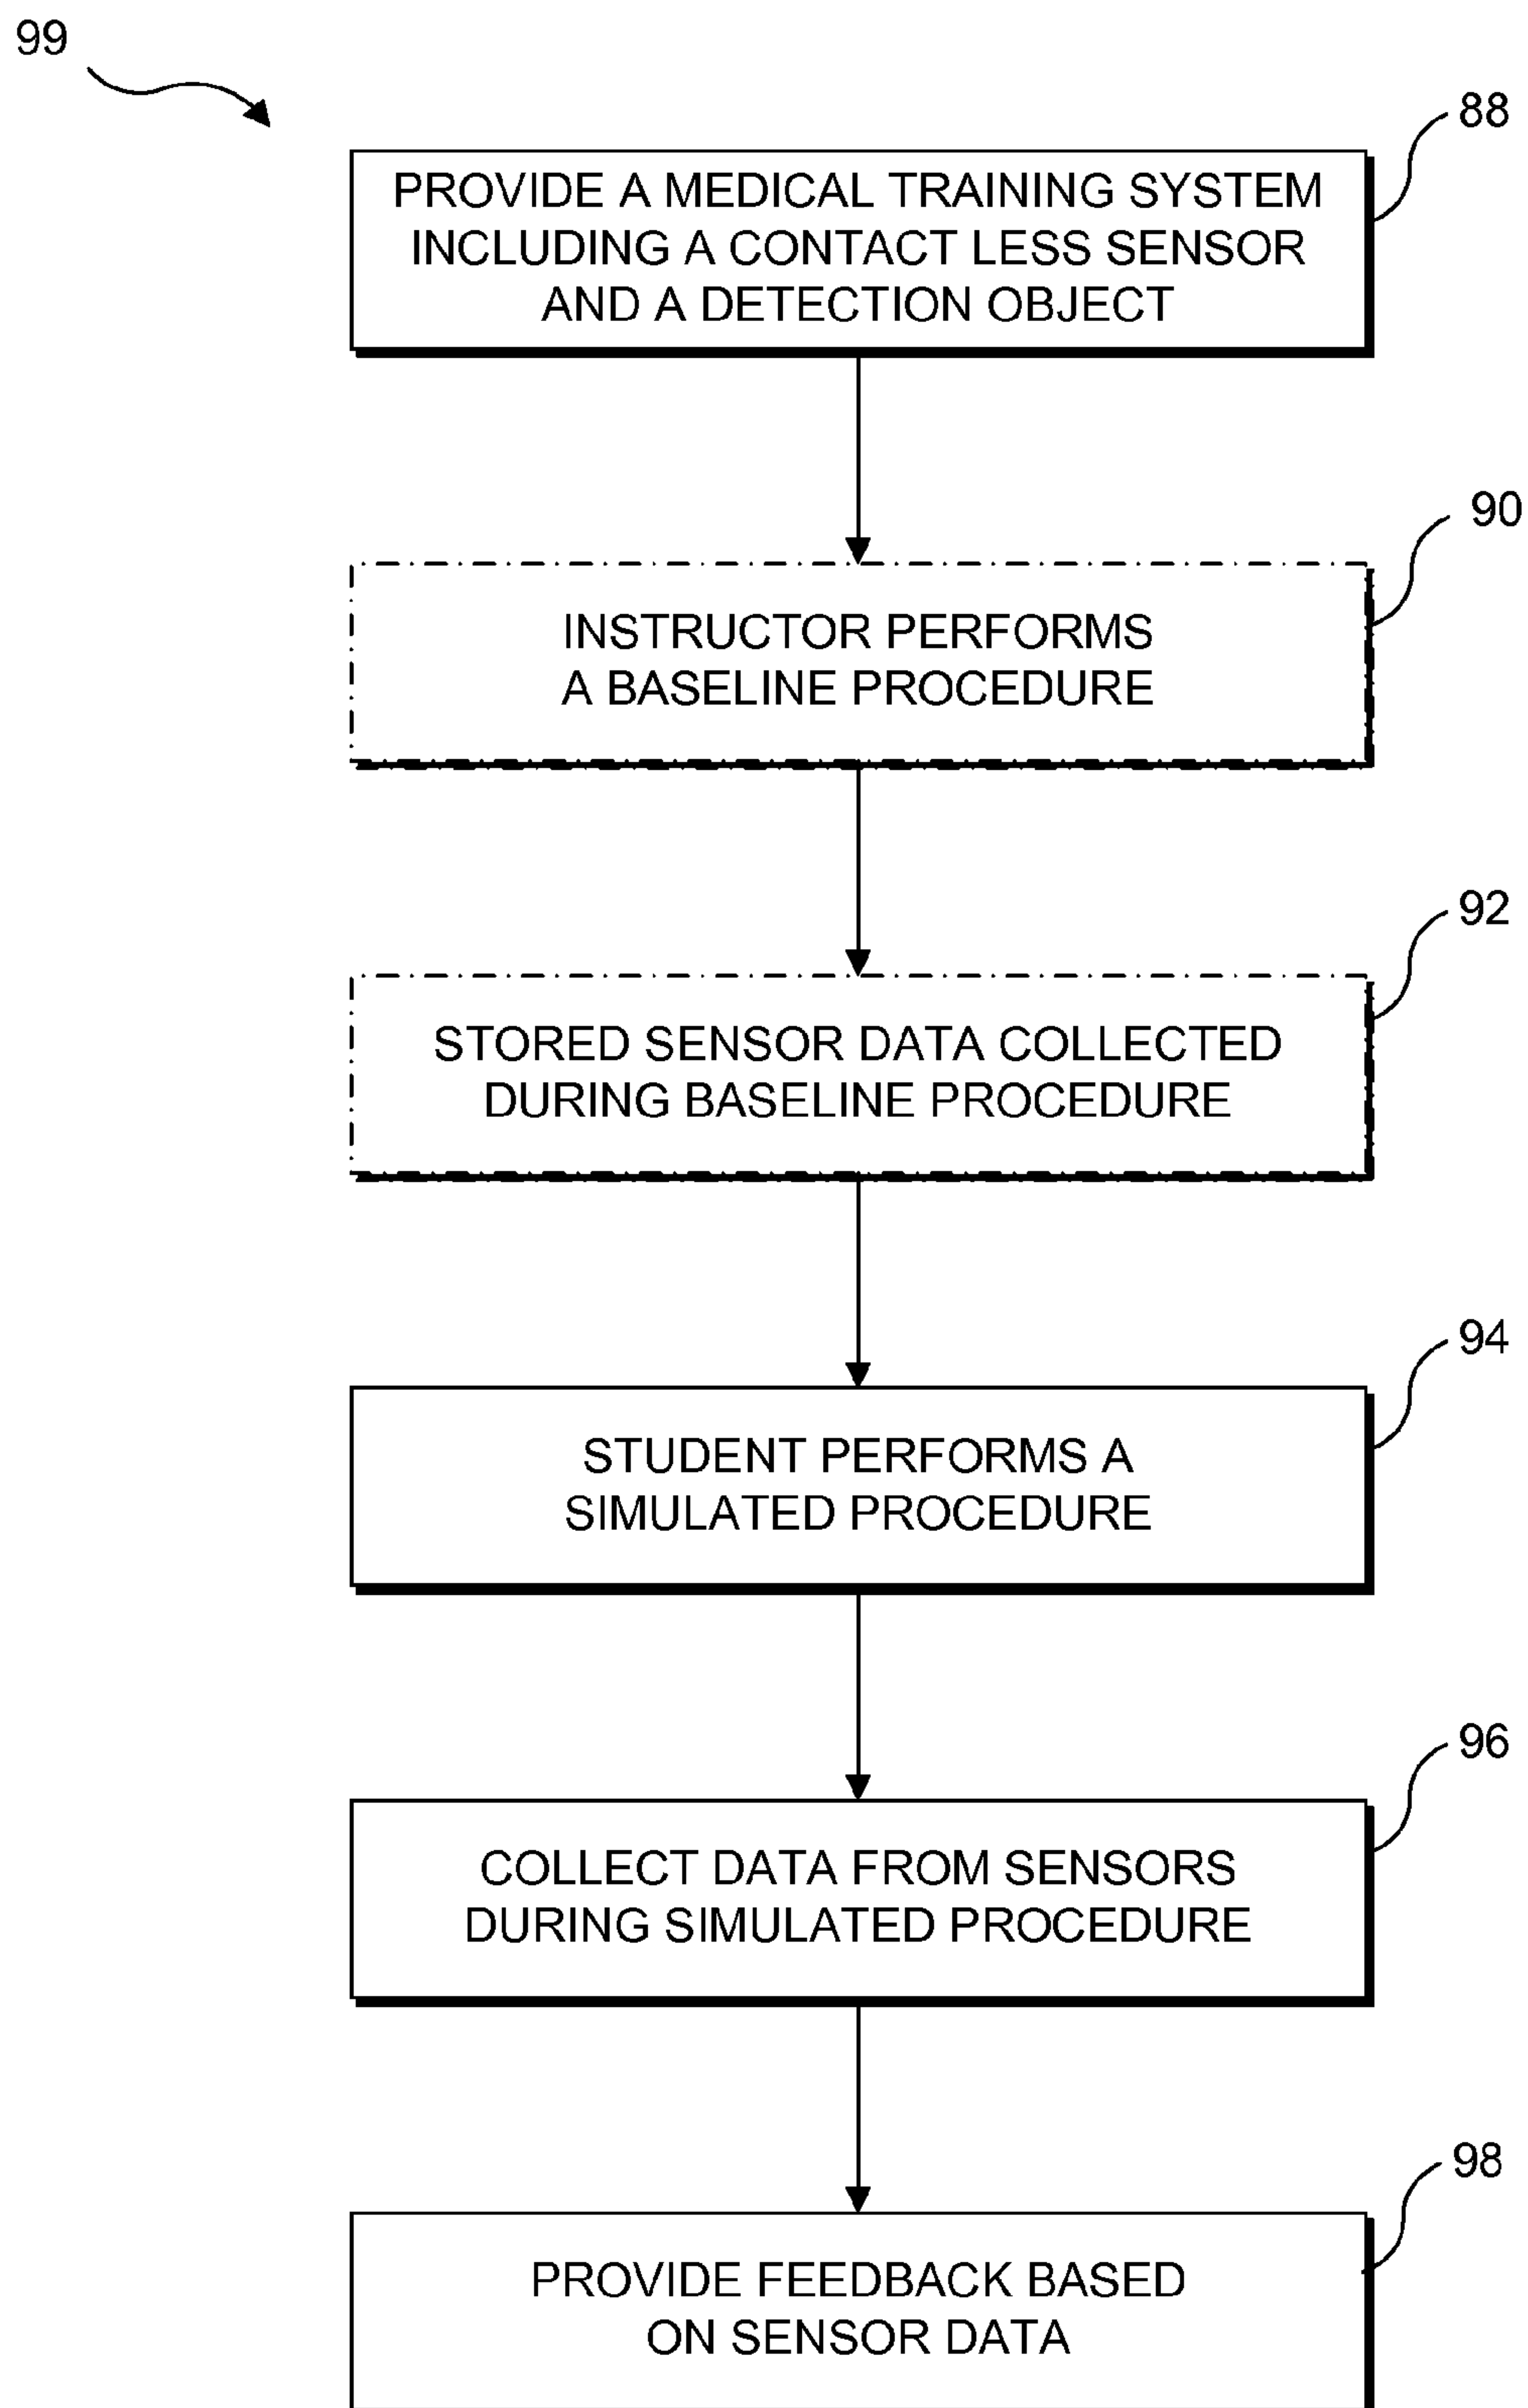 99
88
PROVIDE A MEDICAL TRAINING SYSTEM
INCLUDING A CONTACT LESS SENSOR
AND A DETECTION OBJECT
90
INSTRUCTOR PERFORMS
A BASELINE PROCEDURE
92
STORED SENSOR DATA COLLECTED
DURING BASELINE PROCEDURE
94
STUDENT PERFORMS A
SIMULATED PROCEDURE
96
COLLECT DATA FROM SENSORS
DURING SIMULATED PROCEDURE
98
PROVIDE FEEDBACK BASED
ON SENSOR DATA